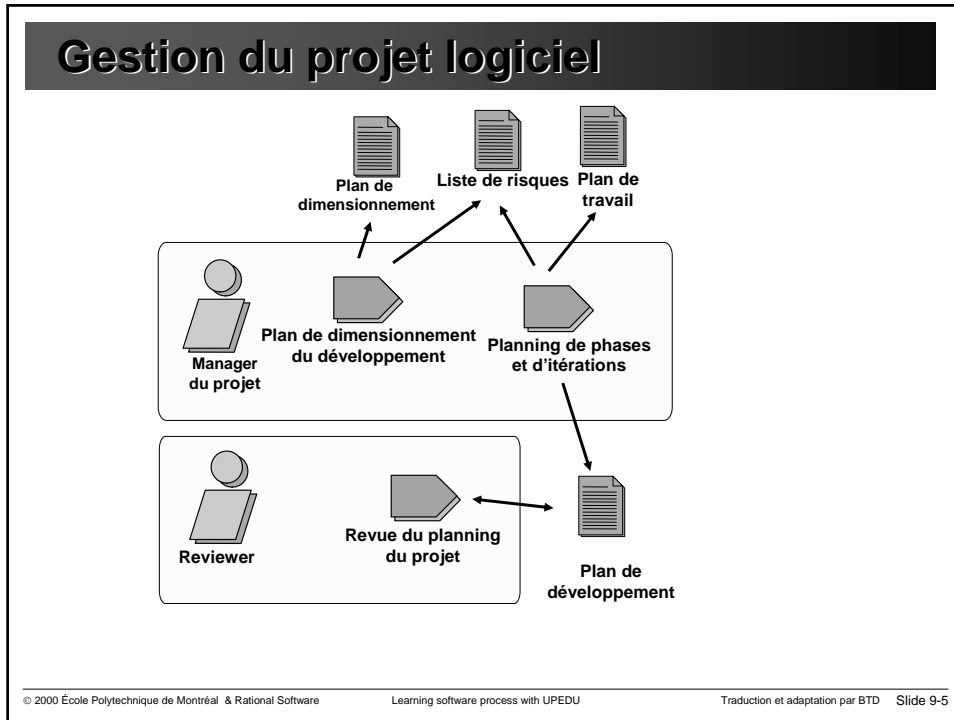 Gestion du projet logiciel
Plan de
dimensionnement
Liste de risques
Plan de
travail
Manager
du projet
Plan de dimensionnement
du développement
Planning de phases
et d'itérations
Reviewer
Revue du planning
du projet
Plan de
développement
© 2000 École Polytechnique de Montréal & Rational Software
Learning software process with UPEDU
Traduction et adaptation par BTD
Slide 9-5